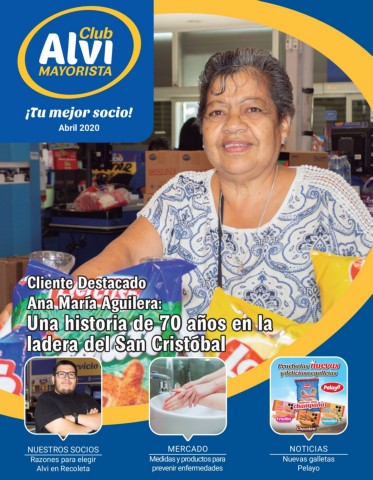 Club
Alvi
MAYORISTA
¡Tu mejor socio!
Abril 2020
Cliente Destacado
Ana María Aguilera:
Una historia de 70 años en la
ladera del San Cristóbal
NUESTROS SOCIOS
Razones para elegir
Alvi en Recoleta
MERCADO
Medidas y productos para
prevenir enfermedades
NOTICIAS
Nuevas galletas
Pelayo